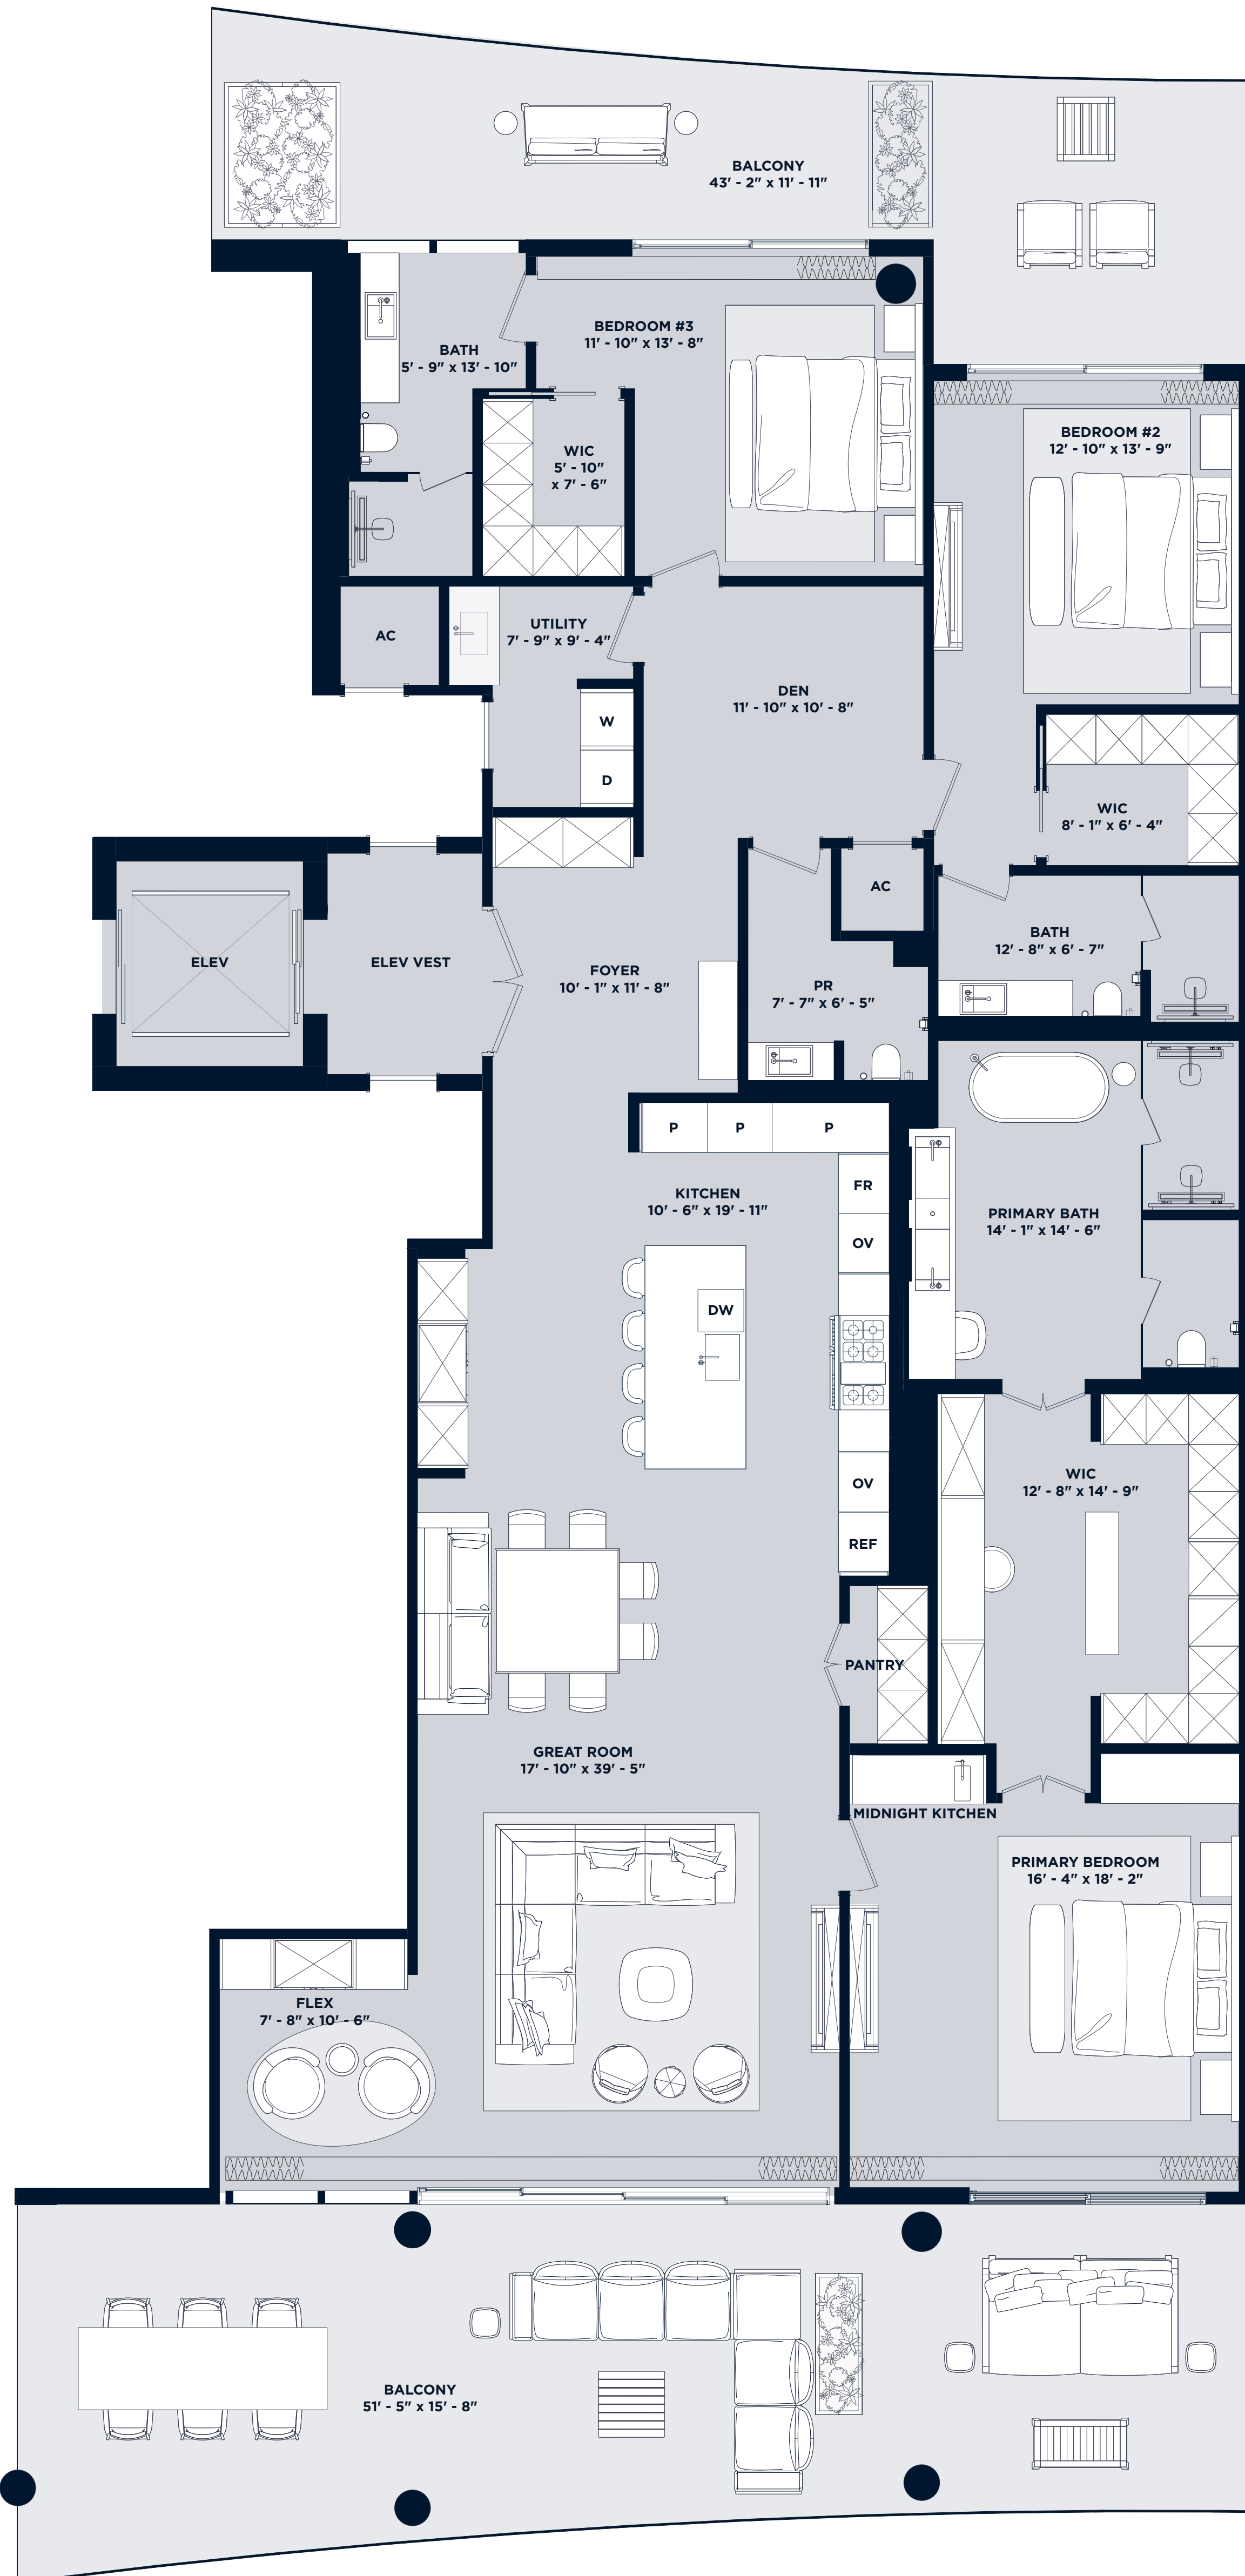 BALCONY
43' - 2" x 11' - 11"
BEDROOM #3
11' - 10" x 13' - 8"
BATH
5' - 9" x 13' - 10"
WIC
5' - 10"
x 7' - 6"
BEDROOM #2
12' - 10" x 13' - 9"
AC
UTILITY
7' - 9" x 9' - 4"
DEN
11' - 10" x 10' - 8"
W
D
WIC
8' - 1" x 6' - 4"
AC
BATH
12' - 8" x 6' - 7"
ELEV
ELEV VEST
FOYER
10' - 1" x 11' - 8"
PR
7' - 7" x 6' - 5"
P
P
P
KITCHEN
10' - 6" x 19' - 11"
FR
OV
PRIMARY BATH
14' - 1" x 14' - 6"
DW
OV
REF
WIC
12' - 8" x 14' - 9"
PANTRY
GREAT ROOM
17' - 10" x 39' - 5"
MIDNIGHT KITCHEN
PRIMARY BEDROOM
16' - 4" x 18' - 2"
FLEX
7' - 8" x 10' - 6"
BALCONY
51' - 5" x 15' - 8"